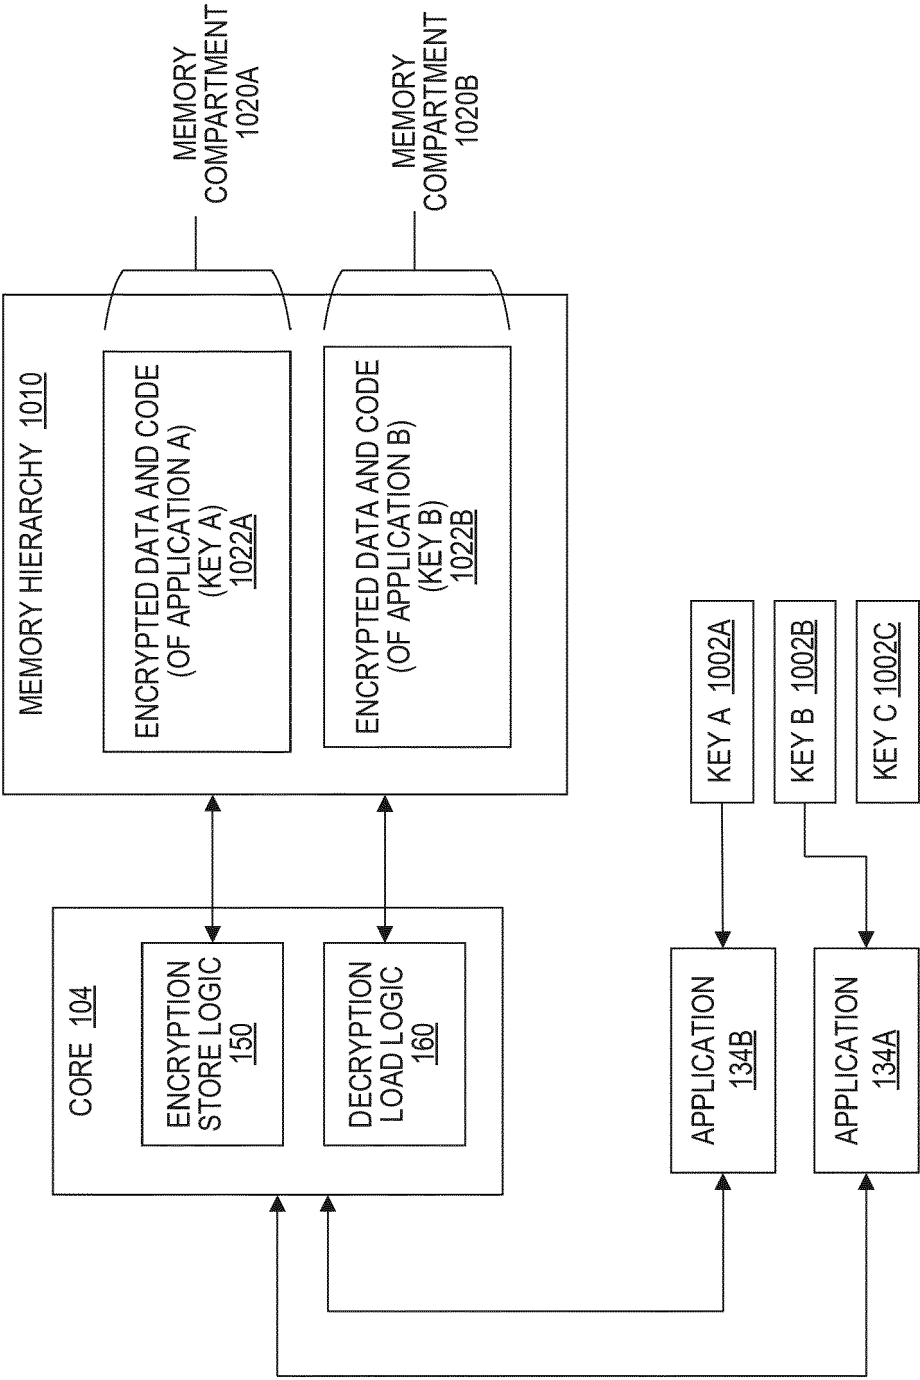 MEMORY
COMPARTMENT
1020A
MEMORY
COMPARTMENT
1020B
MEMORY HIERARCHY 1010
ENCRYPTED DATA AND CODE
(OF APPLICATION A)
(KEY A)
1022A
ENCRYPTED DATA AND CODE
(OF APPLICATION B)
(KEY B)
1022B
CORE 104
ENCRYPTION
STORE LOGIC
150
DECRYPTION
LOAD LOGIC
160
KEY A 1002A
KEY B 1002B
KEY C 1002C
APPLICATION
134B
APPLICATION
134A